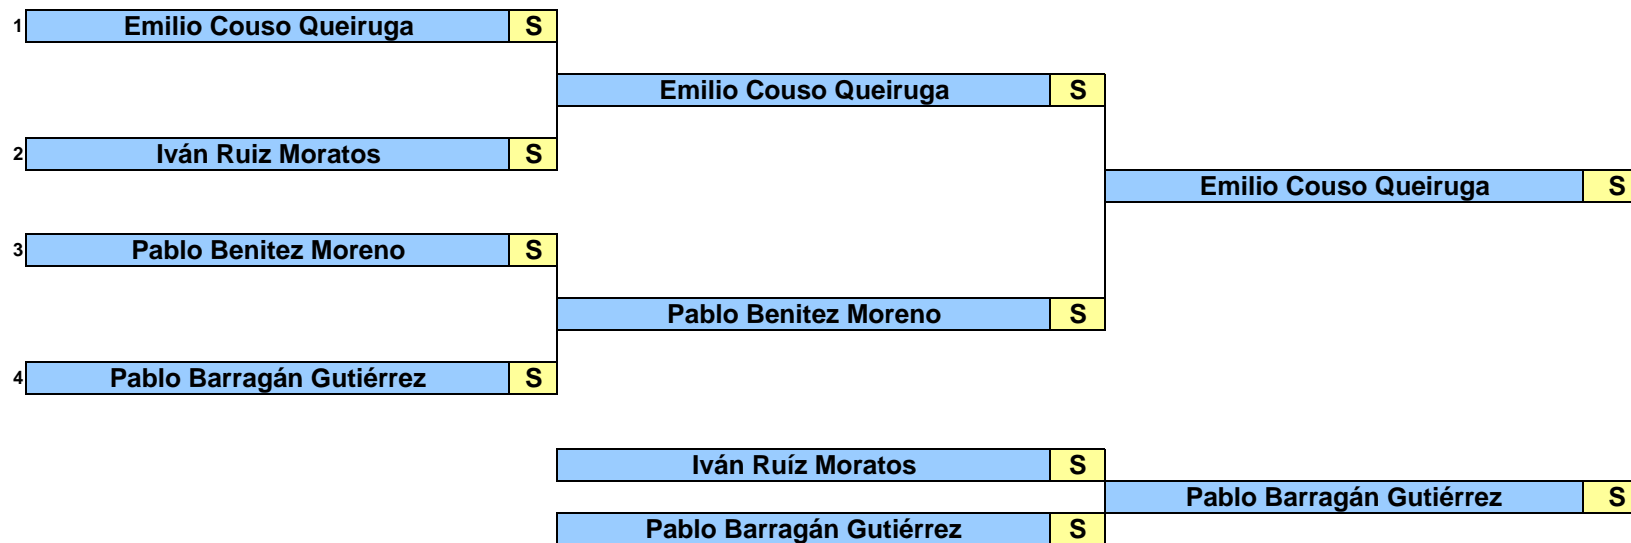 1 Emilio Couso Queiruga S
Emilio Couso Queiruga S
2 Iván Ruiz Moratos S
Emilio Couso Queiruga S
3 Pablo Benitez Moreno S
Pablo Benitez Moreno S
4 Pablo Barragán Gutiérrez S
Iván Ruíz Moratos S
Pablo Barragán Gutiérrez S
Pablo Barragán Gutiérrez S